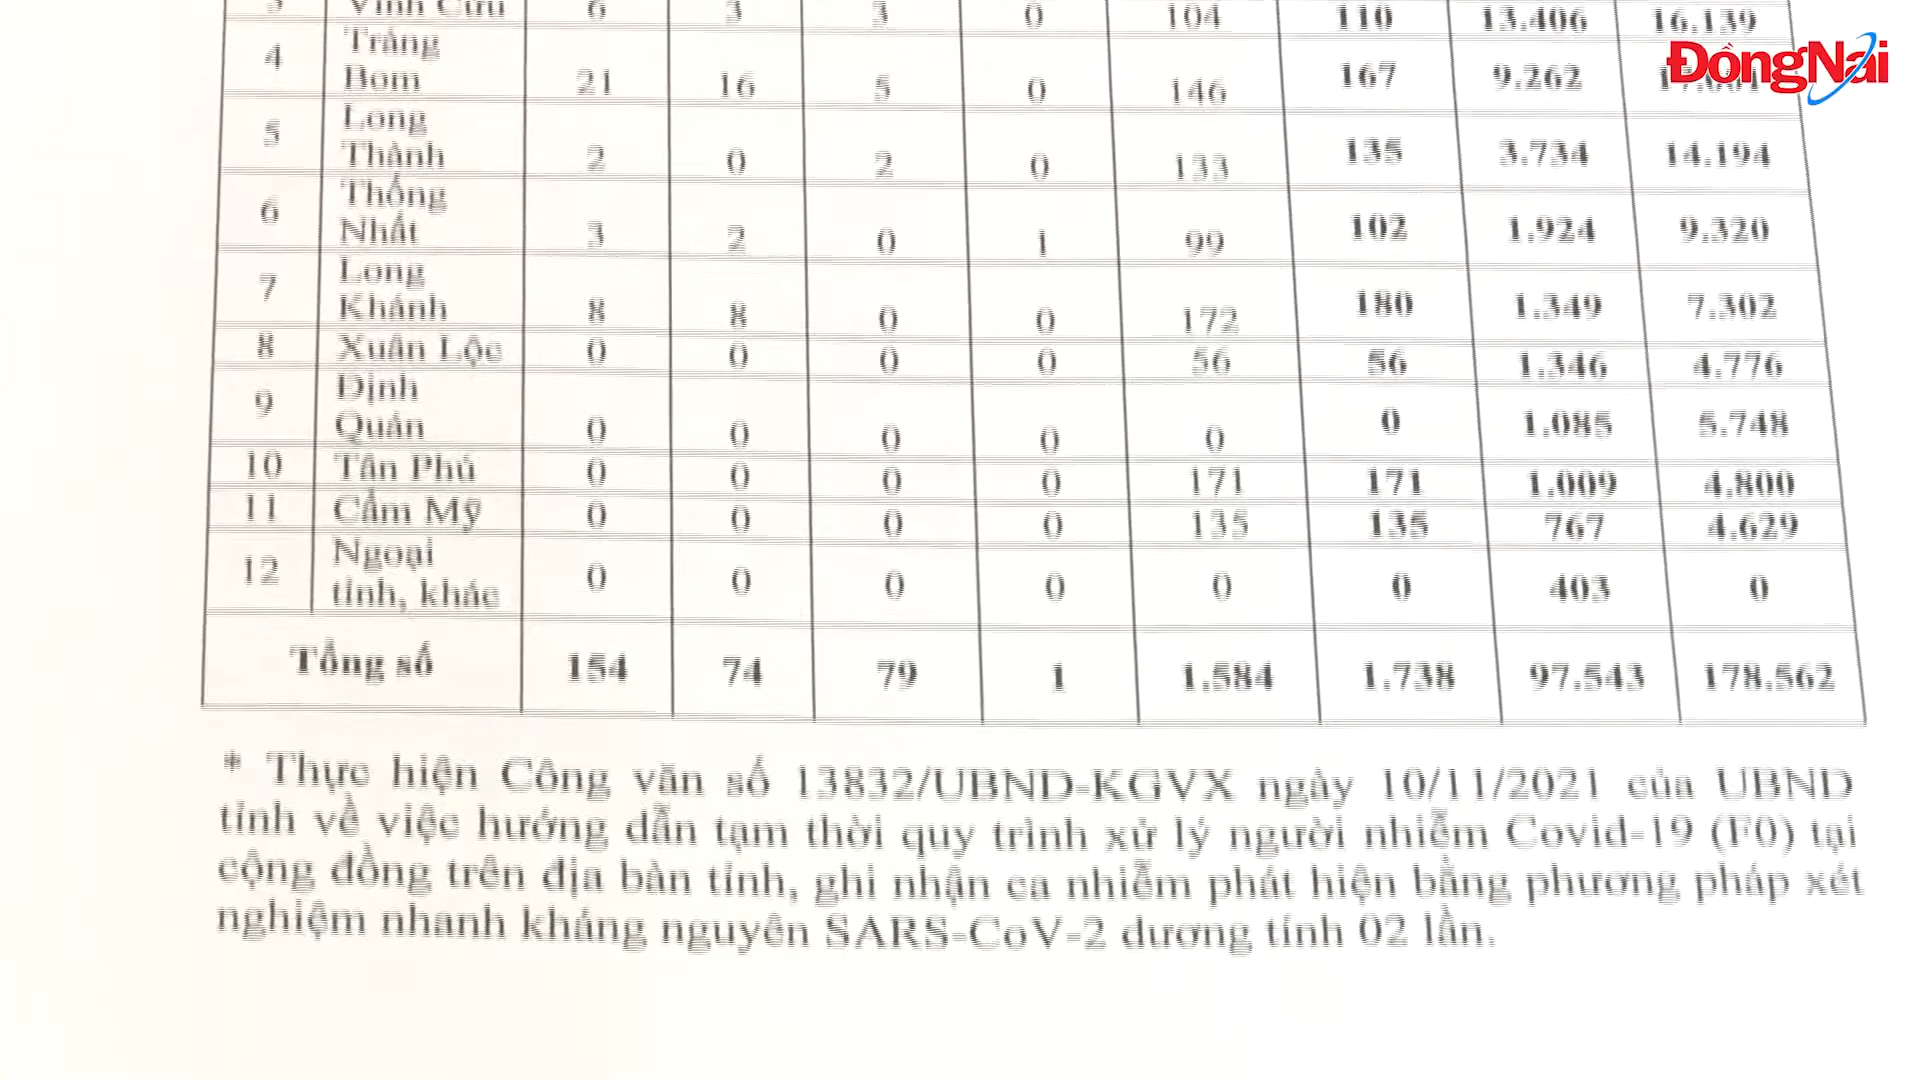 3 Vĩnh Cửu 6 3 3 0 104 110 13.406 16.139
ĐồngNai
4 Trảng Bom 21 16 5 0 146 167 9.262
5 Long Thành 2 0 2 0 133 135 3.734 14.194
6 Thống Nhất 3 2 0 1 99 102 1.924 9.320
7 Long Khánh 8 8 0 0 172 180 1.349 7.302
8 Xuân Lộc 0 0 0 0 56 56 1.346 4.776
9 Định Quán 0 0 0 0 0 0 1.085 5.748
10 Tân Phú 0 0 0 0 171 171 1.009 4.800
11 Cẩm Mỹ 0 0 0 0 135 135 767 4.629
12 Ngoại tỉnh, khác 0 0 0 0 0 0 403 0
Tổng số 154 74 79 1 1.584 1.738 97.543 178.562
* Thực hiện Công văn số 13832/UBND-KGVX ngày 10/11/2021 của UBND
tỉnh về việc hướng dẫn tạm thời quy trình xử lý người nhiễm Covid-19 (F0) tại
cộng đồng trên địa bàn tỉnh, ghi nhận ca nhiễm phát hiện bằng phương pháp xét
nghiệm nhanh kháng nguyên SARS-CoV-2 dương tính 02 lần.